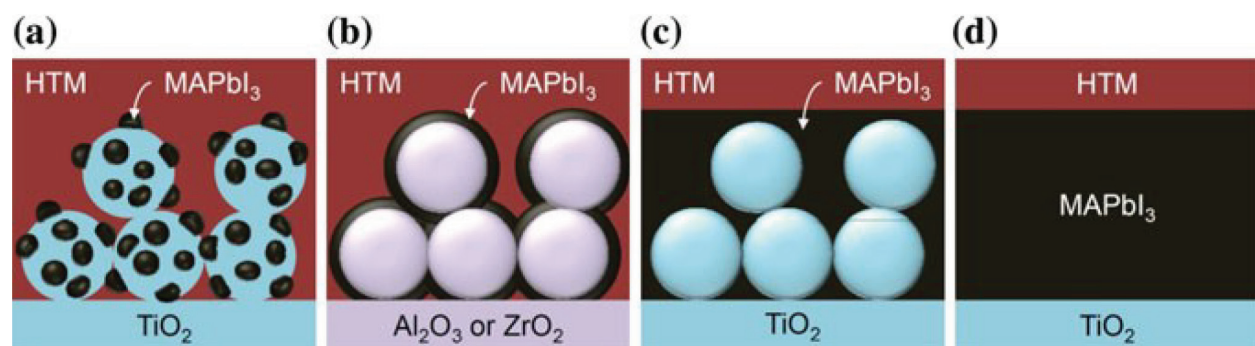 (a)
HTM MAPbI₃
TiO₂
(b)
HTM MAPbI₃
Al₂O₃ or ZrO₂
(c)
HTM MAPbI₃
TiO₂
(d)
HTM
MAPbI₃
TiO₂